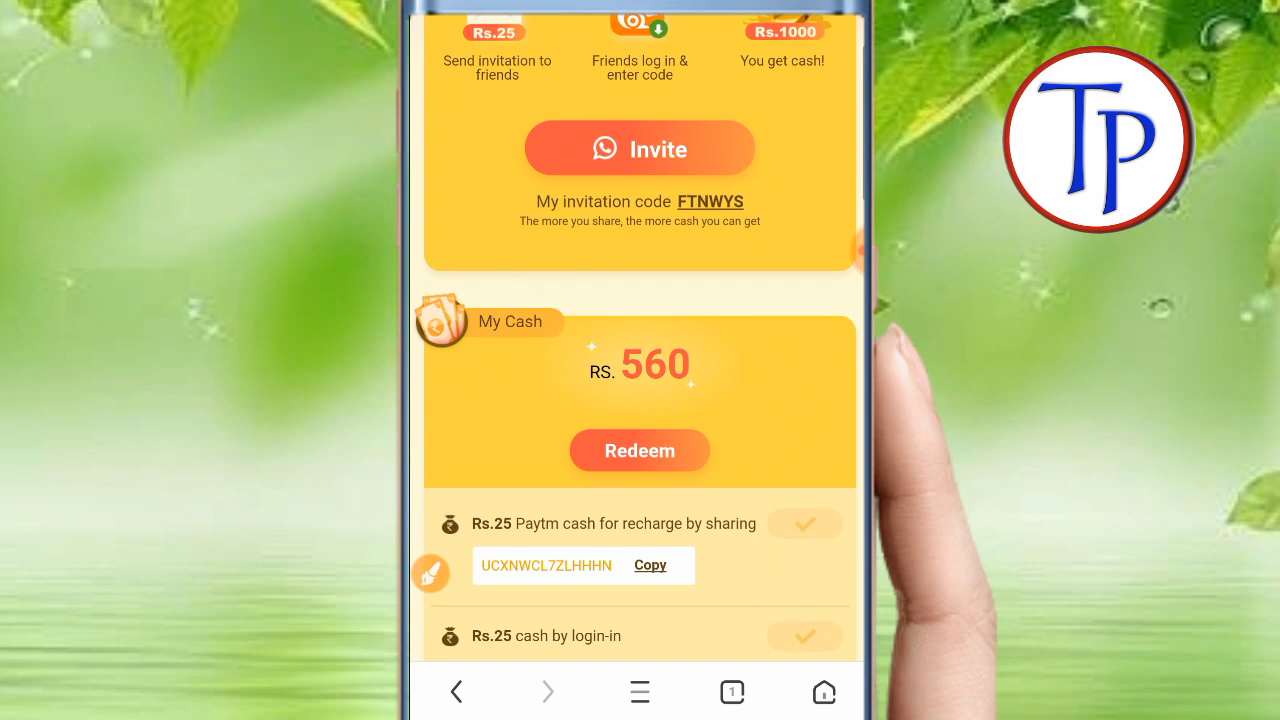 Rs.25
Rs.1000
Send invitation to
friends
Friends log in &
enter code
You get cash!
Invite
My invitation code FTNWYS
The more you share, the more cash you can get
My Cash
RS. 560
Redeem
Rs.25 Paytm cash for recharge by sharing
UCXNWCL7ZLHHHN Copy
Rs.25 cash by login-in
1
TP